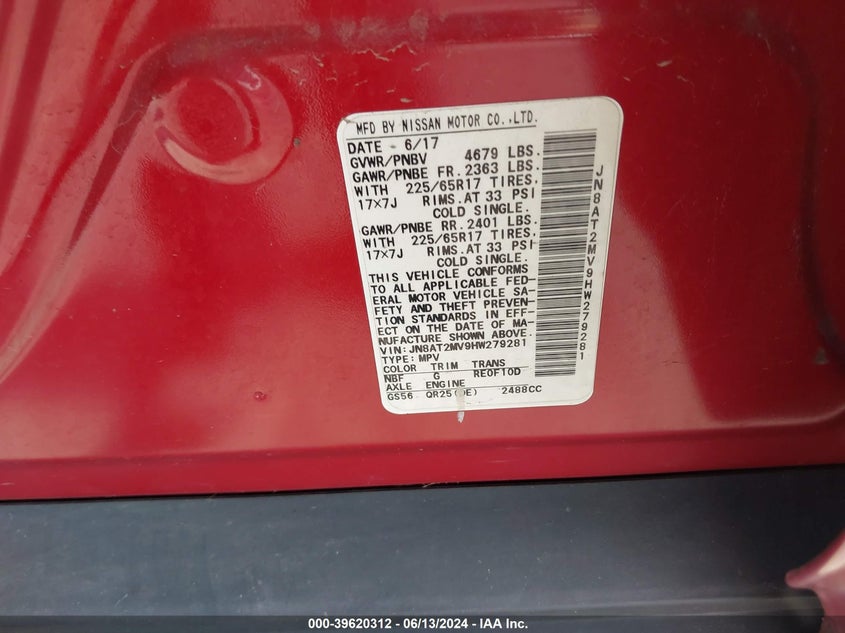 MFD BY NISSAN MOTOR CO.,LTD.
DATE - 6/17
GVWR/PNBV 4679 LBS.
GAWR/PNBE FR. 2363 LBS.
WITH 225/65R17 TIRES.
17×7J RIMS.AT 33 PSI
COLD SINGLE.
GAWR/PNBE RR. 2401 LBS.
WITH 225/65R17 TIRES.
17×7J RIMS.AT 33 PSI
COLD SINGLE.
THIS VEHICLE CONFORMS
TO ALL APPLICABLE FED-
ERAL MOTOR VEHICLE SA-
FETY AND THEFT PREVEN-
TION STANDARDS IN EFF-
ECT ON THE DATE OF MA-
NUFACTURE SHOWN ABOVE.
VIN: JN8AT2MV9HW279281
TYPE: MPV
COLOR TRIM TRANS
NBF G RE0F10D
AXLE ENGINE
GS56 QR25(DE) 2488CC
JN8AT2MV9HW279281
000-39620312 - 06/13/2024 - IAA Inc.